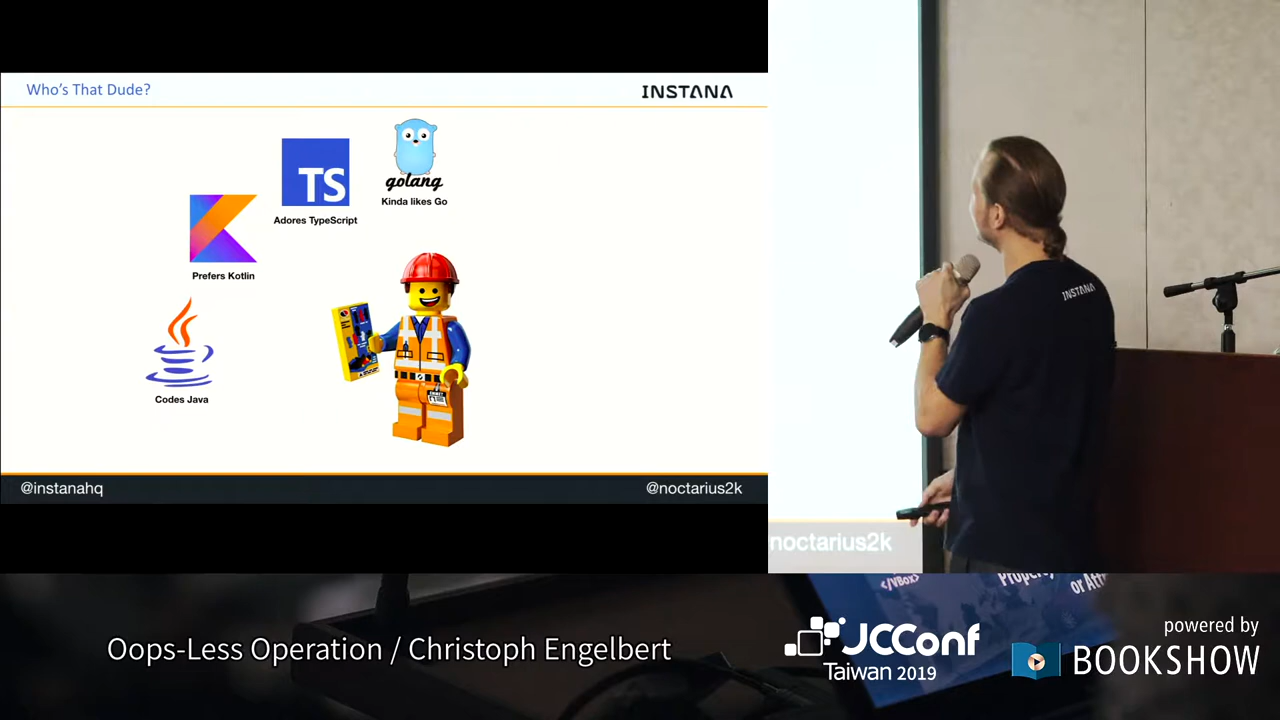 Who's That Dude?
INSTANA
TS
Adores TypeScript
golang
Kinda likes Go
Prefers Kotlin
Codes Java
@instanahq
@noctarius2k
INSTANA
noctarius2k
</VBox>
Oops-Less Operation / Christoph Engelbert
JCConf
Taiwan 2019
powered by
BOOKSHOW